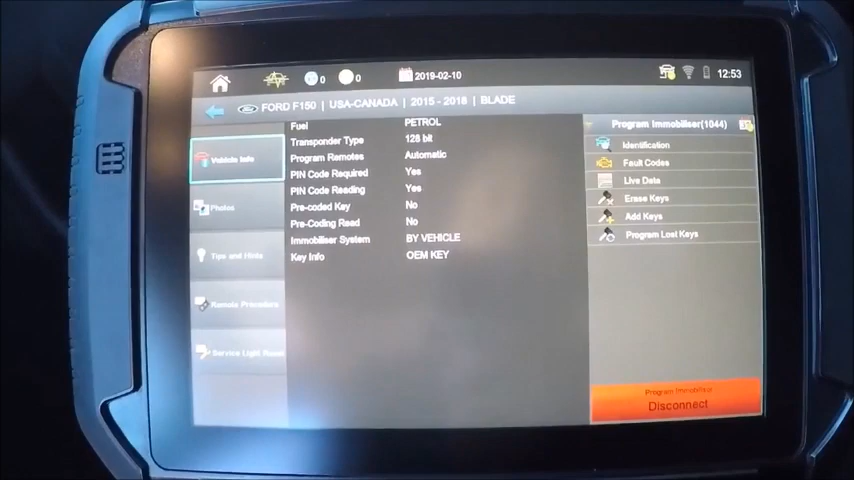 0 0 2019-02-10 12:53
Ford FORD F150 | USA-CANADA | 2015 - 2018 | BLADE
Vehicle Info
Photos
Tips and Hints
Remote Procedure
Service Light Reset
Fuel PETROL
Transponder Type 128 bit
Program Remotes Automatic
PIN Code Required Yes
PIN Code Reading Yes
Pre-coded Key No
Pre-Coding Read No
Immobiliser System BY VEHICLE
Key Info OEM KEY
Program Immobiliser(1044)
Identification
Fault Codes
Live Data
Erase Keys
Add Keys
Program Lost Keys
Program Immobiliser
Disconnect